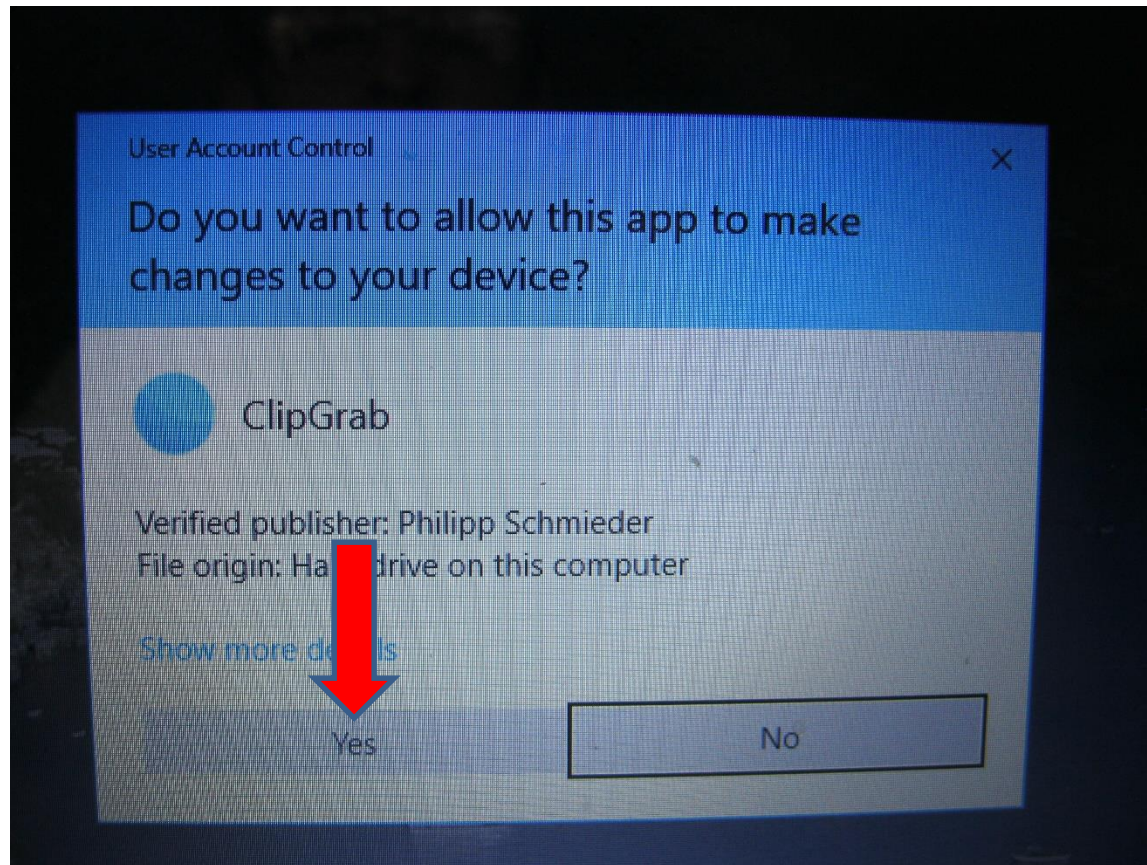 User Account Control
Do you want to allow this app to make
changes to your device?
ClipGrab
Verified publisher: Philipp Schmieder
File origin: Ha drive on this computer
Show more de ls
Yes
No